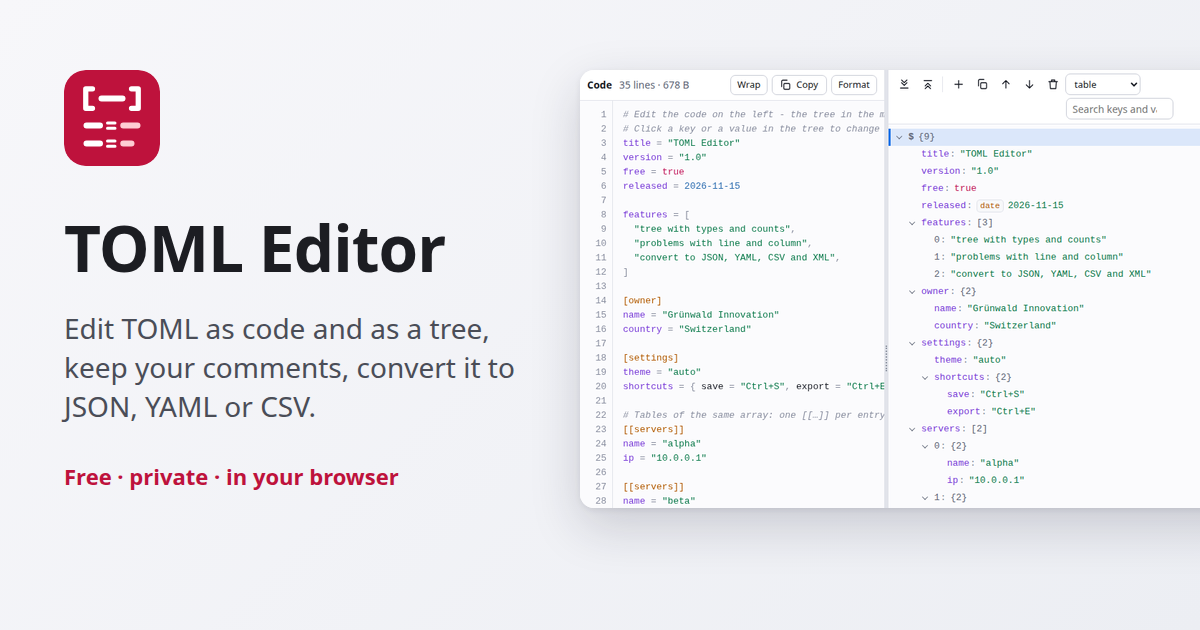 TOML Editor
Edit TOML as code and as a tree,
keep your comments, convert it to
JSON, YAML or CSV.
Free · private · in your browser
Code 35 lines · 678 B Wrap Copy Format
1 # Edit the code on the left - the tree in the m
2 # Click a key or a value in the tree to change
3 title = "TOML Editor"
4 version = "1.0"
5 free = true
6 released = 2026-11-15
7
8 features = [
9 "tree with types and counts",
10 "problems with line and column",
11 "convert to JSON, YAML, CSV and XML",
12 ]
13
14 [owner]
15 name = "Grünwald Innovation"
16 country = "Switzerland"
17
18 [settings]
19 theme = "auto"
20 shortcuts = { save = "Ctrl+S", export = "Ctrl+E
21
22 # Tables of the same array: one [[…]] per entry
23 [[servers]]
24 name = "alpha"
25 ip = "10.0.0.1"
26
27 [[servers]]
28 name = "beta"
table
Search keys and v
$ {9}
title: "TOML Editor"
version: "1.0"
free: true
released: date 2026-11-15
features: [3]
0: "tree with types and counts"
1: "problems with line and column"
2: "convert to JSON, YAML, CSV and XML"
owner: {2}
name: "Grünwald Innovation"
country: "Switzerland"
settings: {2}
theme: "auto"
shortcuts: {2}
save: "Ctrl+S"
export: "Ctrl+E"
servers: [2]
0: {2}
name: "alpha"
ip: "10.0.0.1"
1: {2}